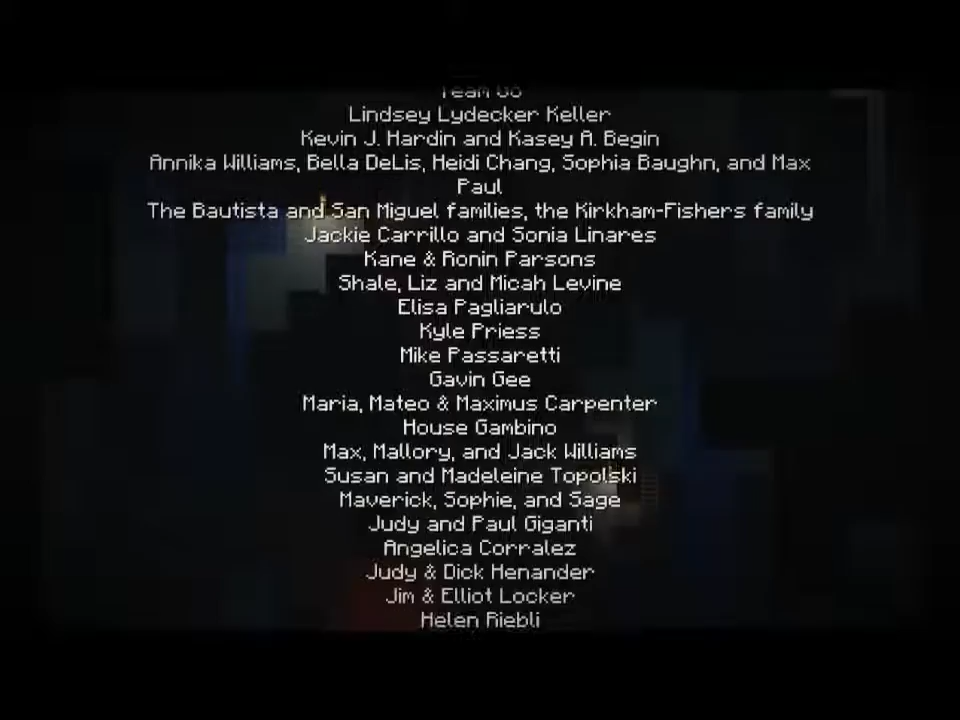 Team Go
Lindsey Lydecker Keller
Kevin J. Hardin and Kasey A. Begin
Annika Williams, Bella DeLis, Heidi Chang, Sophia Baughn, and Max
Paul
The Bautista and San Miguel families, the Kirkham-Fishers family
Jackie Carrillo and Sonia Linares
Kane & Ronin Parsons
Shale, Liz and Micah Levine
Elisa Pagliarulo
Kyle Priess
Mike Passaretti
Gavin Gee
Maria, Mateo & Maximus Carpenter
House Gambino
Max, Mallory, and Jack Williams
Susan and Madeleine Topolski
Maverick, Sophie, and Sage
Judy and Paul Giganti
Angelica Corralez
Judy & Dick Henander
Jim & Elliot Locker
Helen Riebli